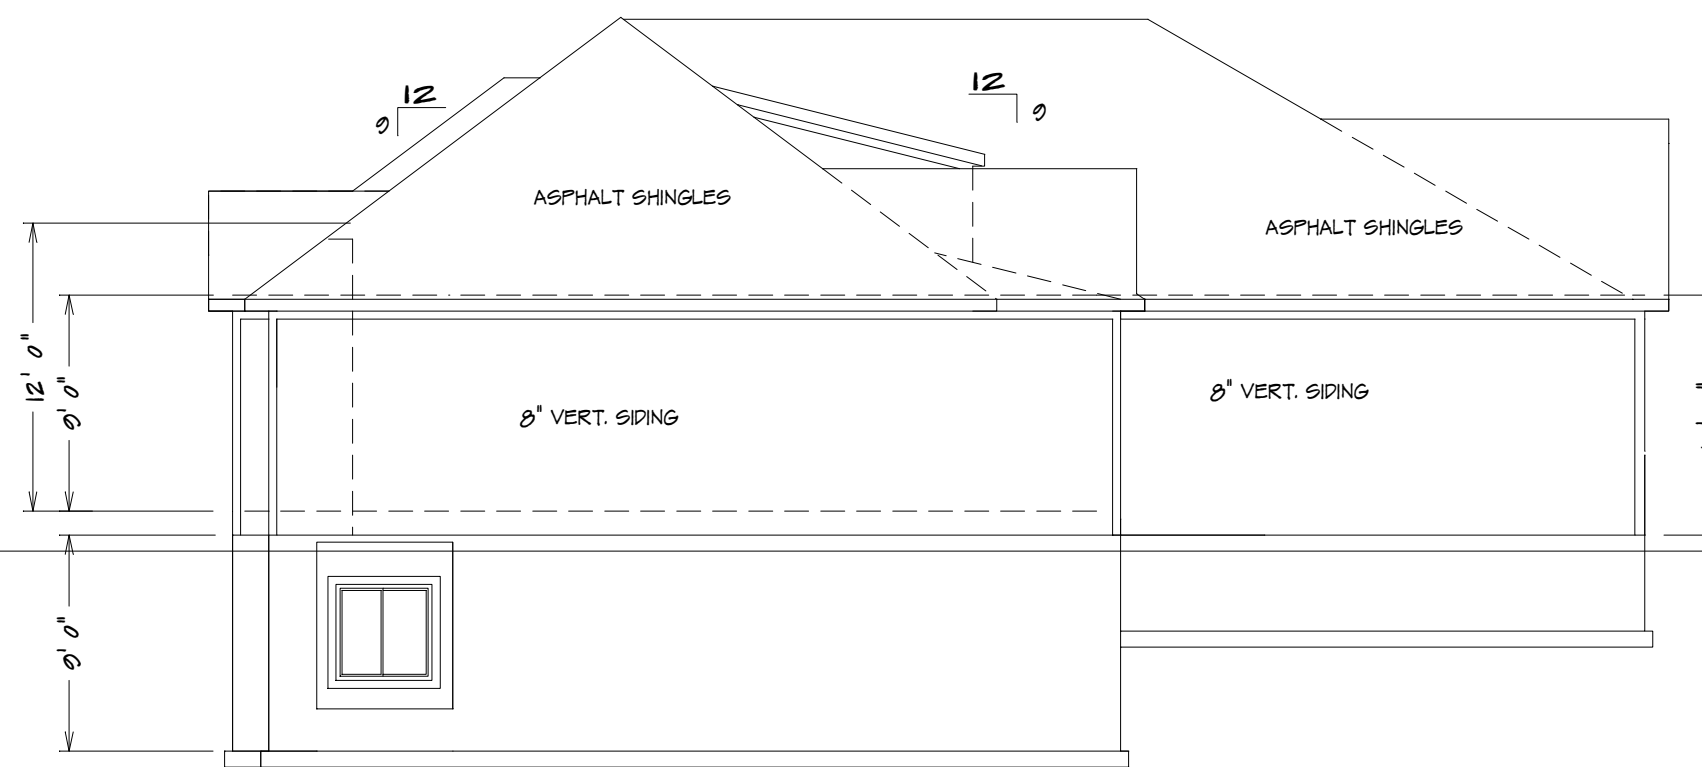 12
9
12
9
ASPHALT SHINGLES
ASPHALT SHINGLES
12' 0"
9' 0"
8" VERT. SIDING
8" VERT. SIDING
9' 0"